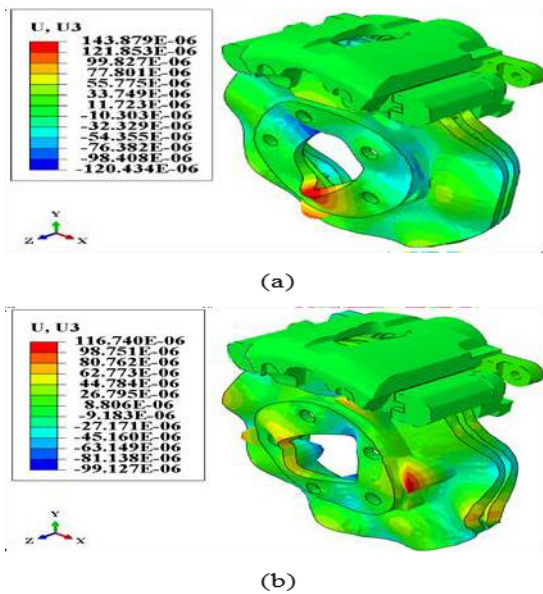 U, U3
143.879E-06
121.853E-06
99.827E-06
77.801E-06
55.775E-06
33.749E-06
11.723E-06
-10.303E-06
-32.329E-06
-54.355E-06
-76.382E-06
-98.408E-06
-120.434E-06
Y
Z
X
(a)
U, U3
116.740E-06
98.751E-06
80.762E-06
62.773E-06
44.784E-06
26.795E-06
8.806E-06
-9.183E-06
-27.171E-06
-45.160E-06
-63.149E-06
-81.138E-06
-99.127E-06
Y
Z
X
(b)